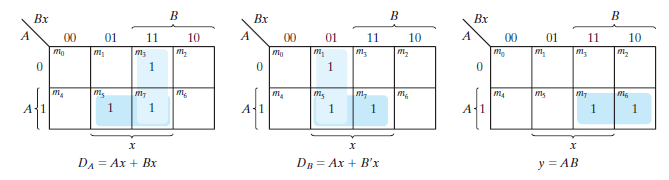 Bx B
A 00 01 11 10
m₀ m₁ m₃ m₂
0 1
m₄ m₅ m₇ m₆
A 1 1 1
x
D_A = Ax + Bx
Bx B
A 00 01 11 10
m₀ m₁ m₃ m₂
0 1
m₄ m₅ m₇ m₆
A 1 1 1
x
D_B = Ax + B′x
Bx B
A 00 01 11 10
m₀ m₁ m₃ m₂
0
m₄ m₅ m₇ m₆
A 1 1 1
x
y = AB